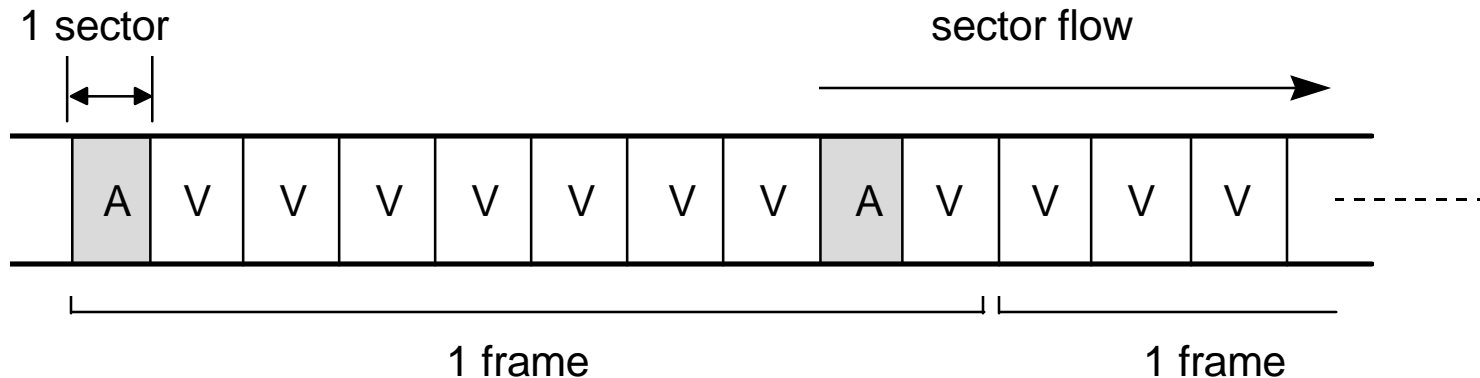 1 sector sector flow
A V V V V V V V A V V V V
1 frame 1 frame